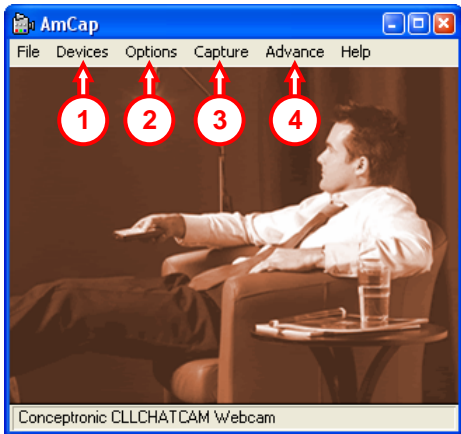 AmCap
File Devices Options Capture Advance Help
1 2 3 4
Conceptronic CLLCHATCAM Webcam